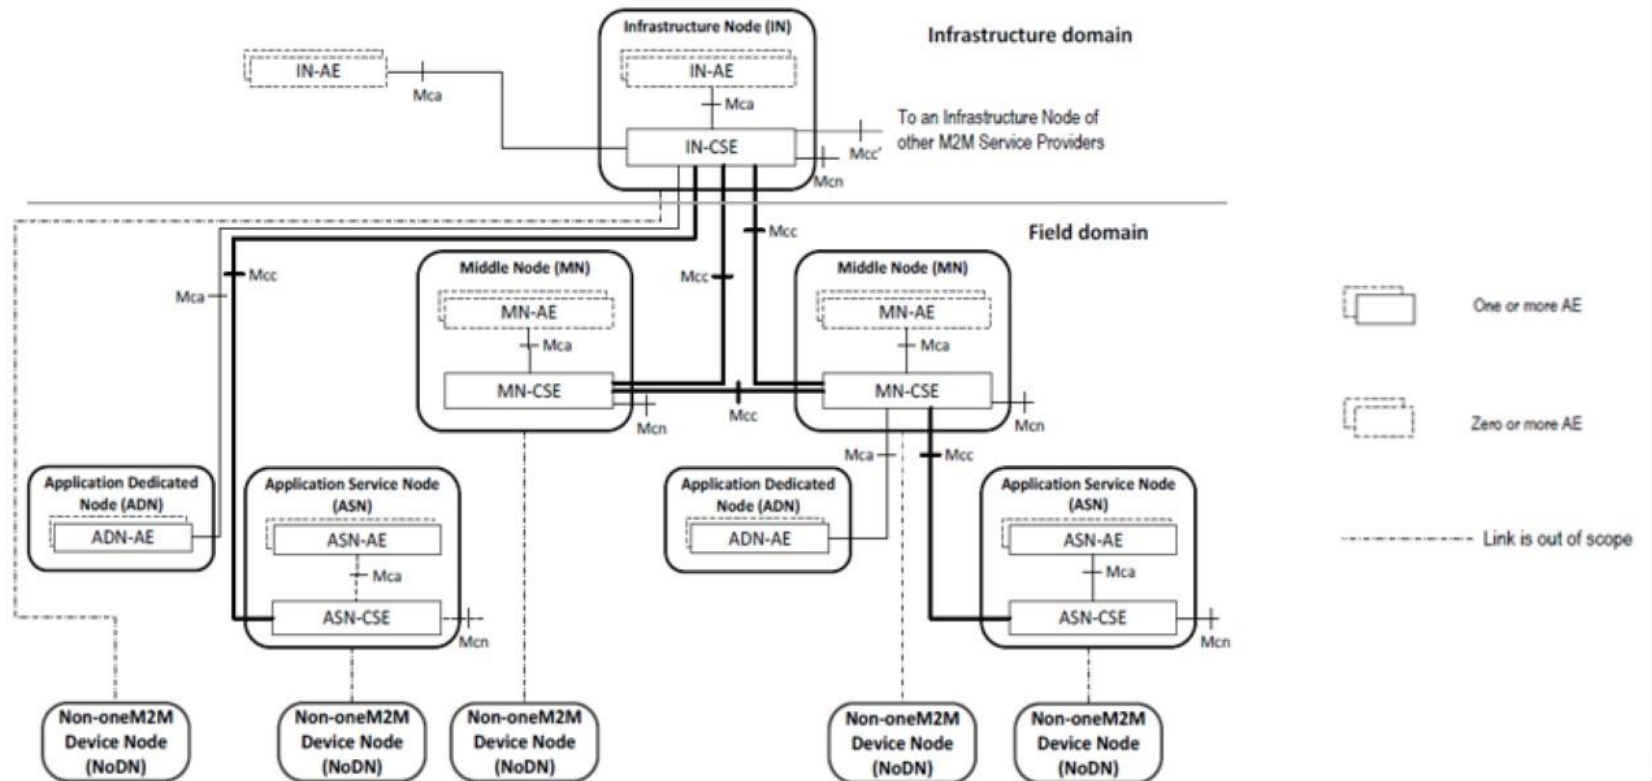 Infrastructure Node (IN)
Infrastructure domain
IN-AE
Mca
IN-AE
Mca
IN-CSE
Mcc'
Mcn
To an Infrastructure Node of
other M2M Service Providers
Field domain
Mcc
Mca
Mcc
Mcc
Middle Node (MN)
MN-AE
Mca
MN-CSE
Mcn
Mcc
Middle Node (MN)
MN-AE
Mca
MN-CSE
Mcn
Mca
Mcc
One or more AE
Zero or more AE
Link is out of scope
Application Dedicated
Node (ADN)
ADN-AE
Application Service Node
(ASN)
ASN-AE
Mca
ASN-CSE
Mcn
Application Dedicated
Node (ADN)
ADN-AE
Application Service Node
(ASN)
ASN-AE
Mca
ASN-CSE
Mcn
Non-oneM2M
Device Node
(NoDN)
Non-oneM2M
Device Node
(NoDN)
Non-oneM2M
Device Node
(NoDN)
Non-oneM2M
Device Node
(NoDN)
Non-oneM2M
Device Node
(NoDN)